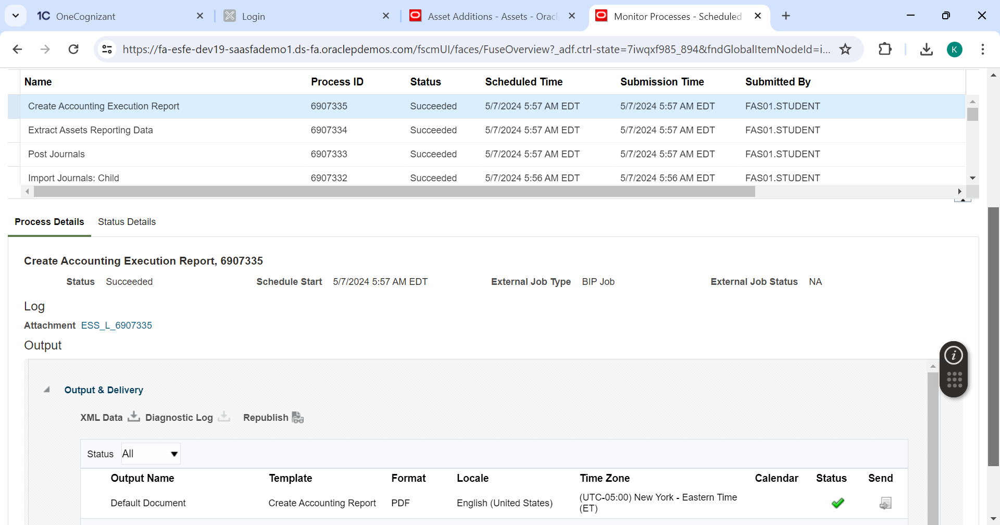 1C OneCognizant
Login
Asset Additions - Assets - Oracl
Monitor Processes - Scheduled
https://fa-esfe-dev19-saasfademo1.ds-fa.oraclepdemos.com/fscmUI/faces/FuseOverview?_adf.ctrl-state=7iwqxf985_894&fndGlobalItemNodeId=i...
K
Name Process ID Status Scheduled Time Submission Time Submitted By
Create Accounting Execution Report 6907335 Succeeded 5/7/2024 5:57 AM EDT 5/7/2024 5:57 AM EDT FAS01.STUDENT
Extract Assets Reporting Data 6907334 Succeeded 5/7/2024 5:57 AM EDT 5/7/2024 5:57 AM EDT FAS01.STUDENT
Post Journals 6907333 Succeeded 5/7/2024 5:57 AM EDT 5/7/2024 5:57 AM EDT FAS01.STUDENT
Import Journals: Child 6907332 Succeeded 5/7/2024 5:56 AM EDT 5/7/2024 5:56 AM EDT FAS01.STUDENT
Process Details Status Details
Create Accounting Execution Report, 6907335
Status Succeeded Schedule Start 5/7/2024 5:57 AM EDT External Job Type BIP Job External Job Status NA
Log
Attachment ESS_L_6907335
Output
i
Output & Delivery
XML Data Diagnostic Log Republish
Status All
Output Name Template Format Locale Time Zone Calendar Status Send
Default Document Create Accounting Report PDF English (United States) (UTC-05:00) New York - Eastern Time
(ET)